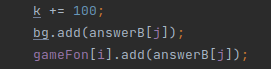 k += 100;
bg.add(answerB[j]);
gameFon[i].add(answerB[j]);